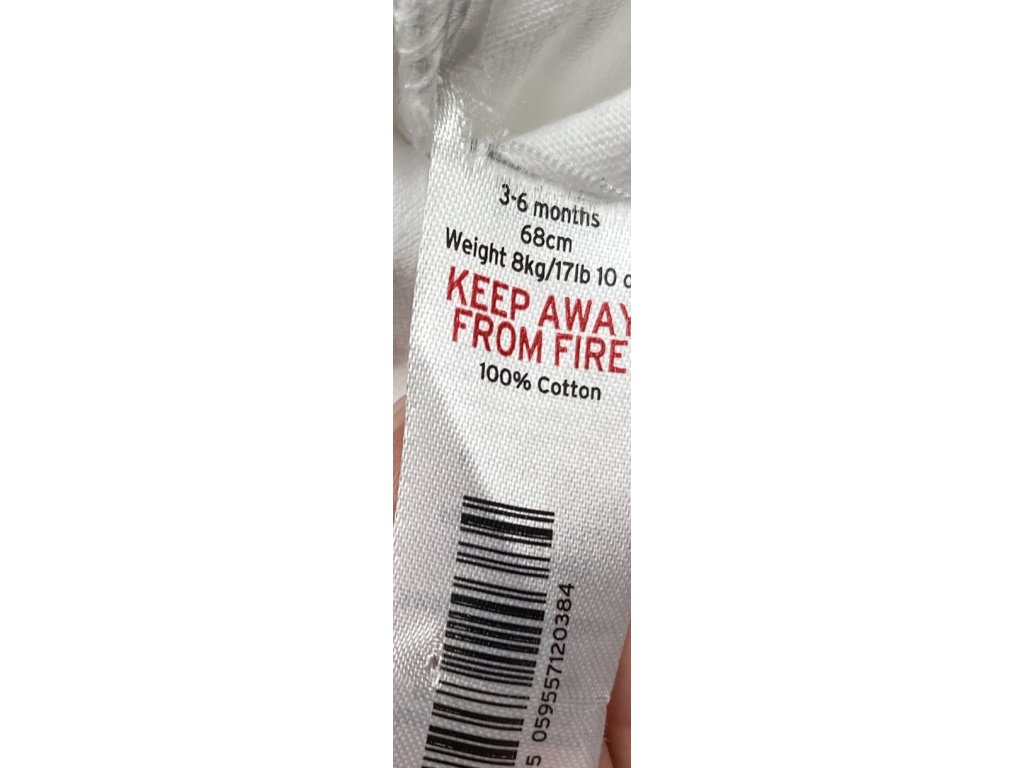 3-6 months
68cm
Weight 8kg/17lb 10
KEEP AWAY
FROM FIRE
100% Cotton
5 059557120384